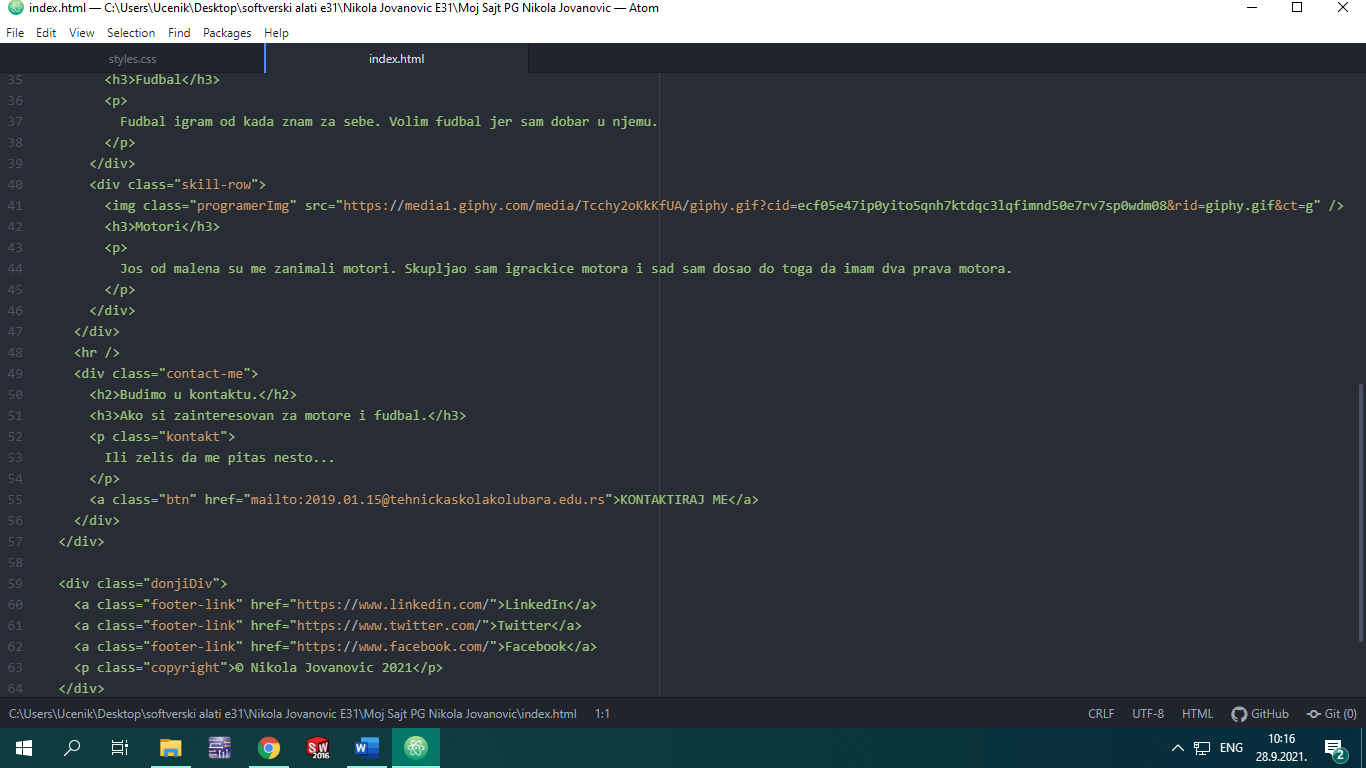 index.html — C:\Users\Ucenik\Desktop\softverski alati e31\Nikola Jovanovic E31\Moj Sajt PG Nikola Jovanovic — Atom
File Edit View Selection Find Packages Help
styles.css index.html
35 <h3>Fudbal</h3>
36 <p>
37 Fudbal igram od kada znam za sebe. Volim fudbal jer sam dobar u njemu.
38 </p>
39 </div>
40 <div class="skill-row">
41 <img class="programerImg" src="https://media1.giphy.com/media/Tcchy2oKkKfUA/giphy.gif?cid=ecf05e47ip0yito5qnh7ktdqc3lqfimnd50e7rv7sp0wdm08&rid=giphy.gif&ct=g" />
42 <h3>Motori</h3>
43 <p>
44 Jos od malena su me zanimali motori. Skupljao sam igrackice motora i sad sam dosao do toga da imam dva prava motora.
45 </p>
46 </div>
47 </div>
48 <hr />
49 <div class="contact-me">
50 <h2>Budimo u kontaktu.</h2>
51 <h3>Ako si zainteresovan za motore i fudbal.</h3>
52 <p class="kontakt">
53 Ili zelis da me pitas nesto...
54 </p>
55 <a class="btn" href="mailto:2019.01.15@tehnickaskolakolubara.edu.rs">KONTAKTIRAJ ME</a>
56 </div>
57 </div>
58
59 <div class="donjiDiv">
60 <a class="footer-link" href="https://www.linkedin.com/">LinkedIn</a>
61 <a class="footer-link" href="https://www.twitter.com/">Twitter</a>
62 <a class="footer-link" href="https://www.facebook.com/">Facebook</a>
63 <p class="copyright">© Nikola Jovanovic 2021</p>
64 </div>
C:\Users\Ucenik\Desktop\softverski alati e31\Nikola Jovanovic E31\Moj Sajt PG Nikola Jovanovic\index.html 1:1 CRLF UTF-8 HTML GitHub Git (0)
SW 2016 W ENG 10:16
28.9.2021. 2